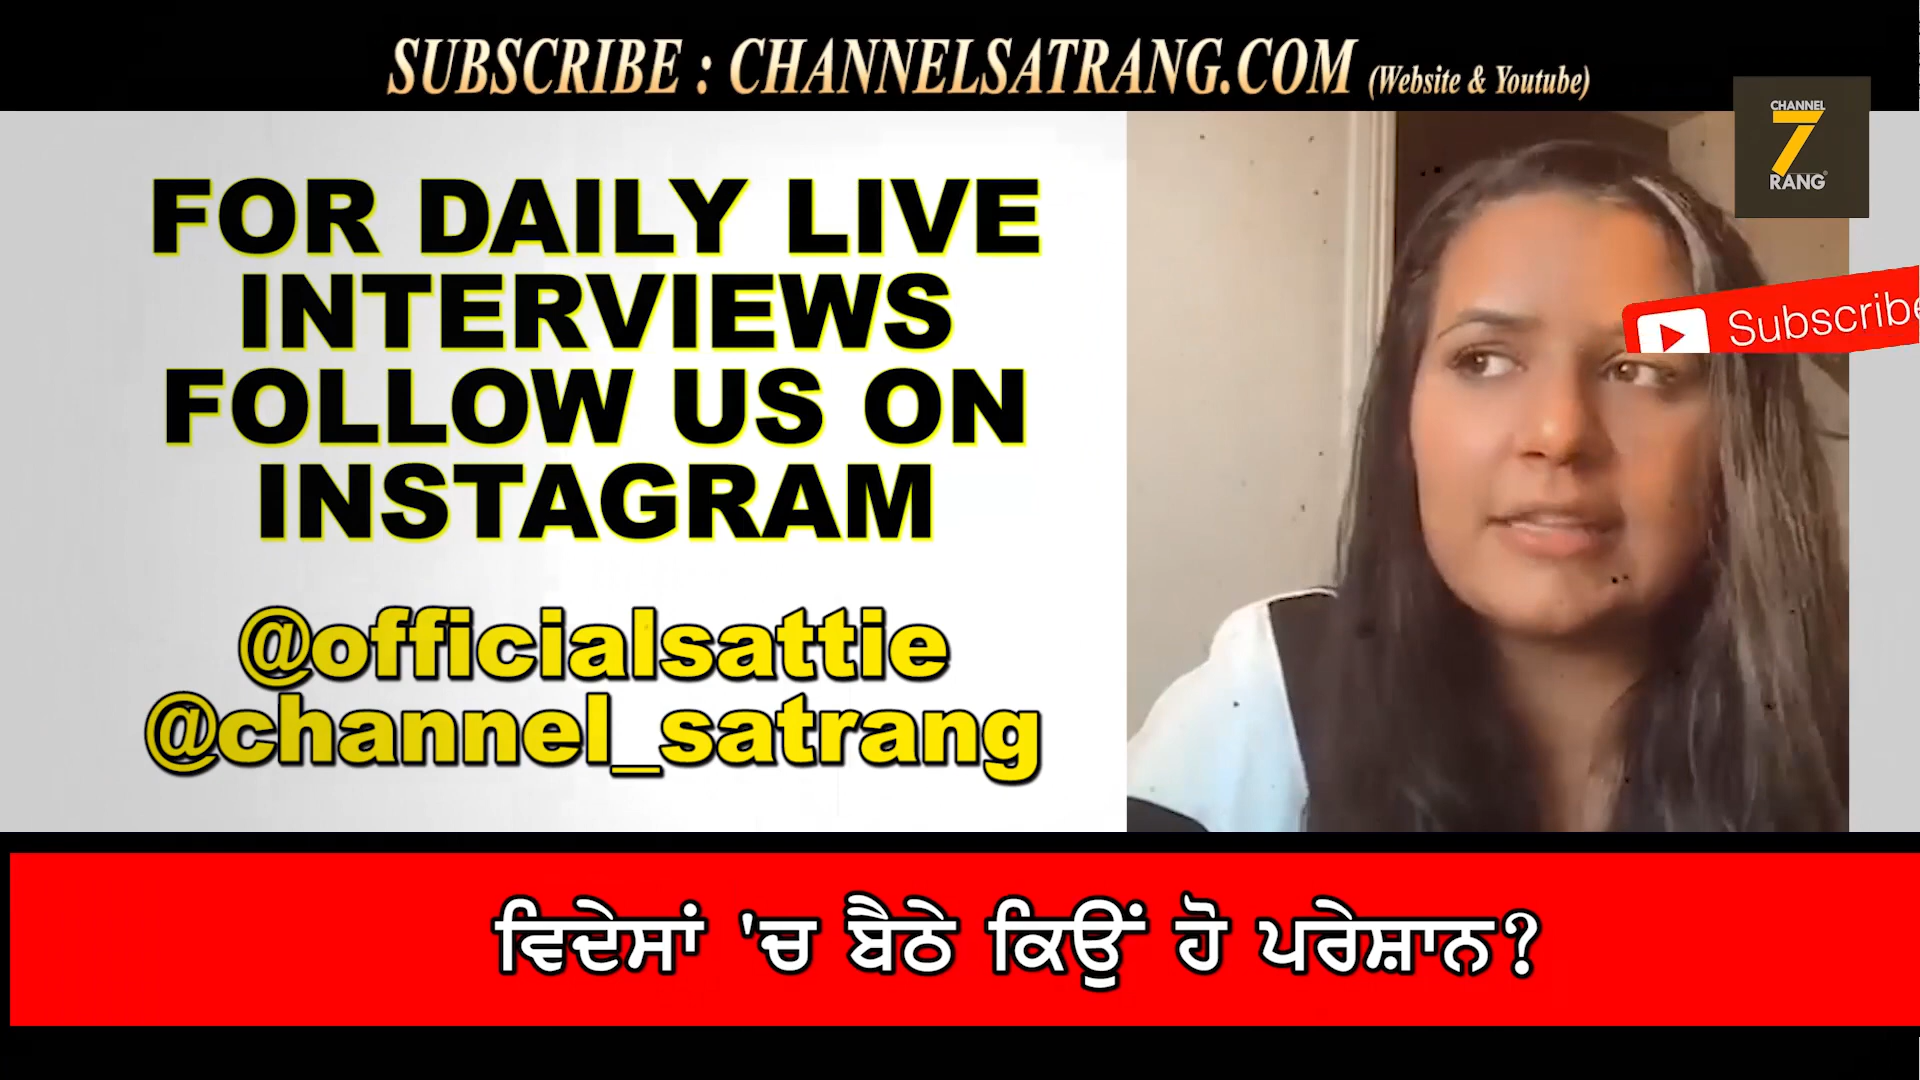 SUBSCRIBE : CHANNELSATRANG.COM (Website & Youtube)
CHANNEL
7
RANG
Subscribe
FOR DAILY LIVE
INTERVIEWS
FOLLOW US ON
INSTAGRAM
@officialsattie
@channel_satrang
ਵਿਦੇਸਾਂ 'ਚ ਬੈਠੇ ਕਿਉਂ ਹੋ ਪਰੇਸ਼ਾਨ?